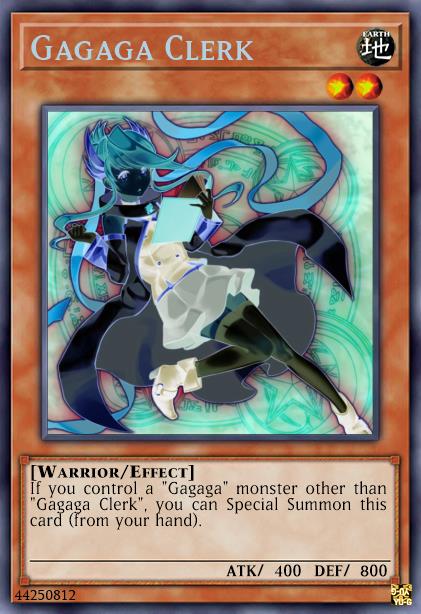 Gagaga Clerk
EARTH
地
[Warrior/Effect]
If you control a "Gagaga" monster other than
"Gagaga Clerk", you can Special Summon this
card (from your hand).
ATK/ 400 DEF/ 800
44250812